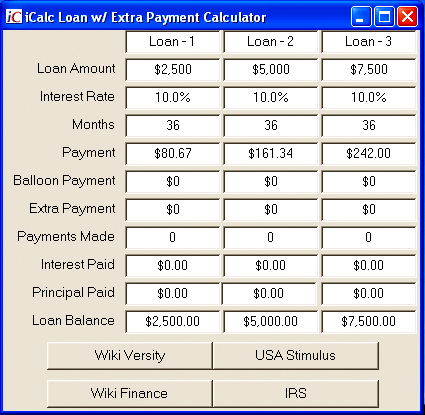 iC iCalc Loan w/ Extra Payment Calculator
Loan - 1 Loan - 2 Loan - 3
Loan Amount $2,500 $5,000 $7,500
Interest Rate 10.0% 10.0% 10.0%
Months 36 36 36
Payment $80.67 $161.34 $242.00
Balloon Payment $0 $0 $0
Extra Payment $0 $0 $0
Payments Made 0 0 0
Interest Paid $0.00 $0.00 $0.00
Principal Paid $0.00 $0.00 $0.00
Loan Balance $2,500.00 $5,000.00 $7,500.00
Wiki Versity USA Stimulus
Wiki Finance IRS